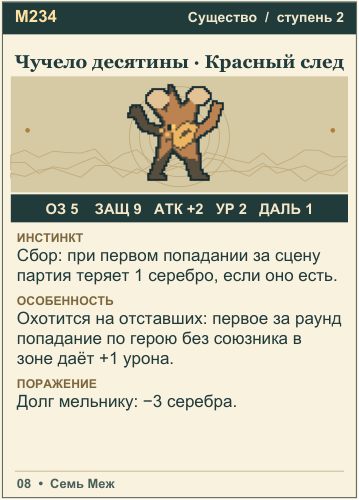 M234
Существо / ступень 2
Чучело десятины · Красный след
ОЗ 5 ЗАЩ 9 АТК +2 УР 2 ДАЛЬ 1
ИНСТИНКТ
Сбор: при первом попадании за сцену
партия теряет 1 серебро, если оно есть.
ОСОБЕННОСТЬ
Охотится на отставших: первое за раунд
попадание по герою без союзника в
зоне даёт +1 урона.
ПОРАЖЕНИЕ
Долг мельнику: −3 серебра.
08 • Семь Меж